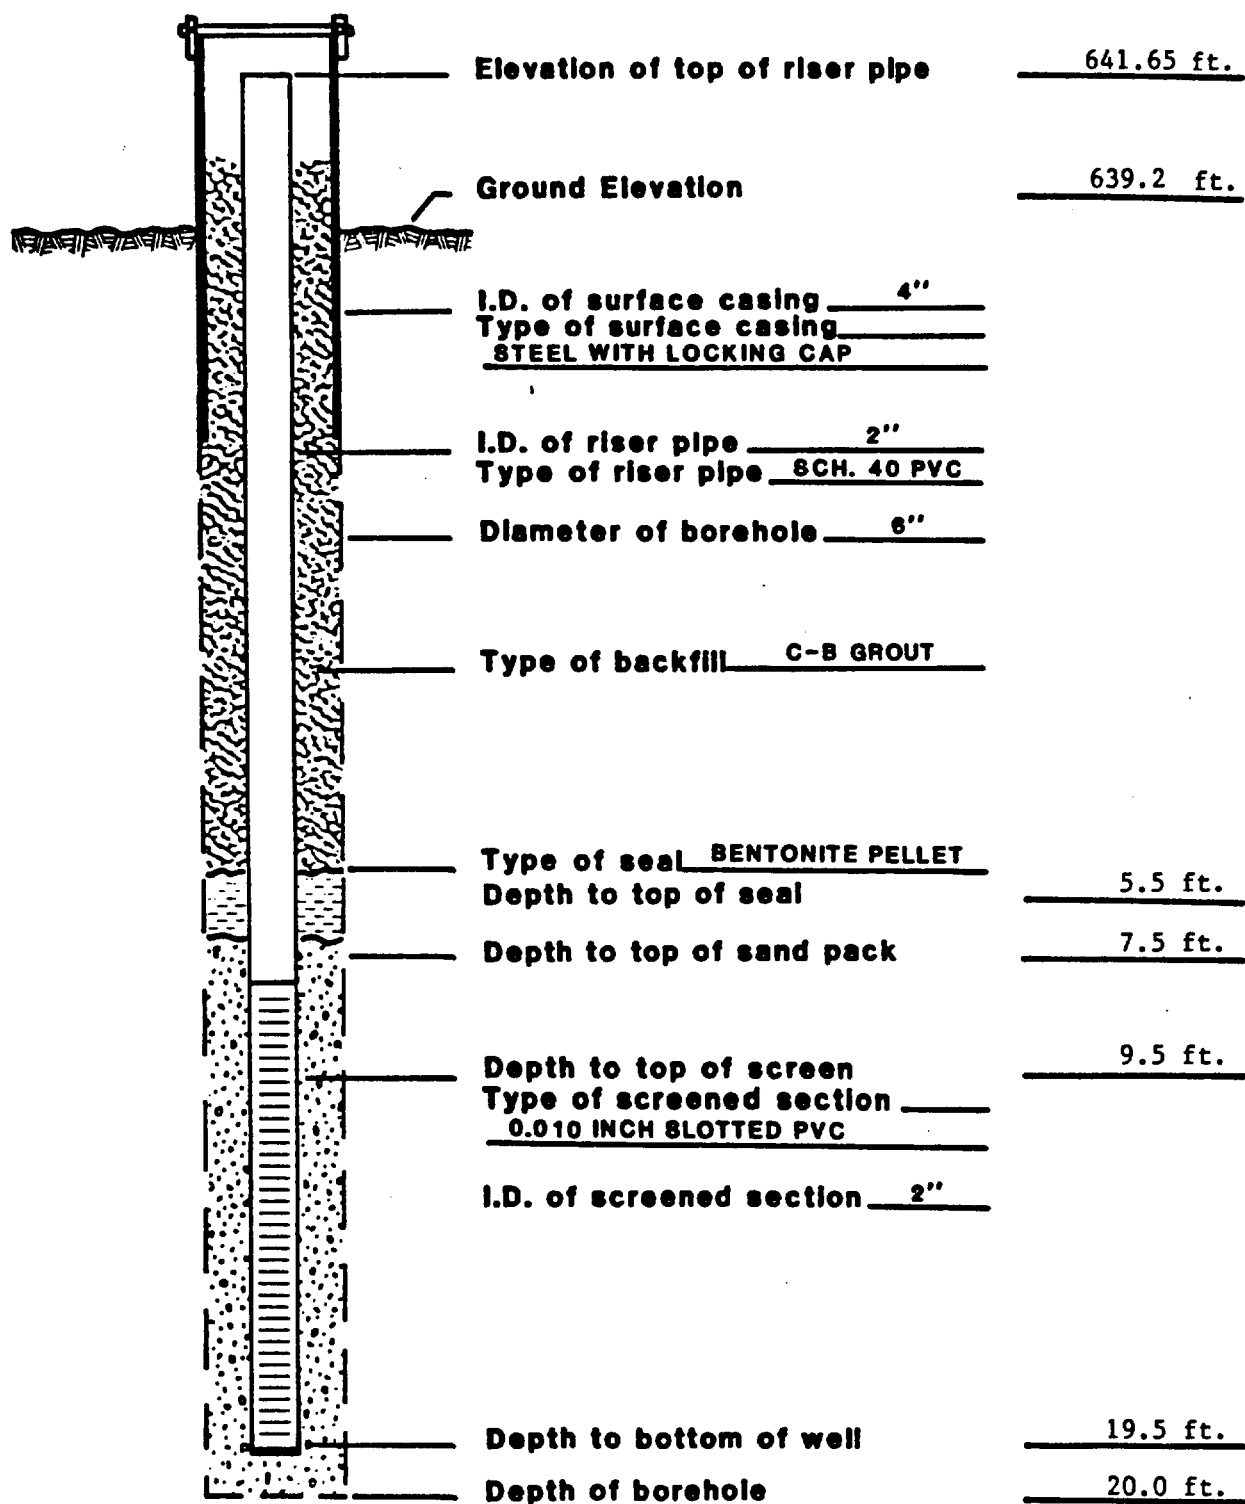 Elevation of top of riser pipe 641.65 ft.
Ground Elevation 639.2 ft.
I.D. of surface casing 4"
Type of surface casing
STEEL WITH LOCKING CAP
I.D. of riser pipe 2"
Type of riser pipe SCH. 40 PVC
Diameter of borehole 6"
Type of backfill C-B GROUT
Type of seal BENTONITE PELLET
Depth to top of seal 5.5 ft.
Depth to top of sand pack 7.5 ft.
Depth to top of screen 9.5 ft.
Type of screened section
0.010 INCH SLOTTED PVC
I.D. of screened section 2"
Depth to bottom of well 19.5 ft.
Depth of borehole 20.0 ft.